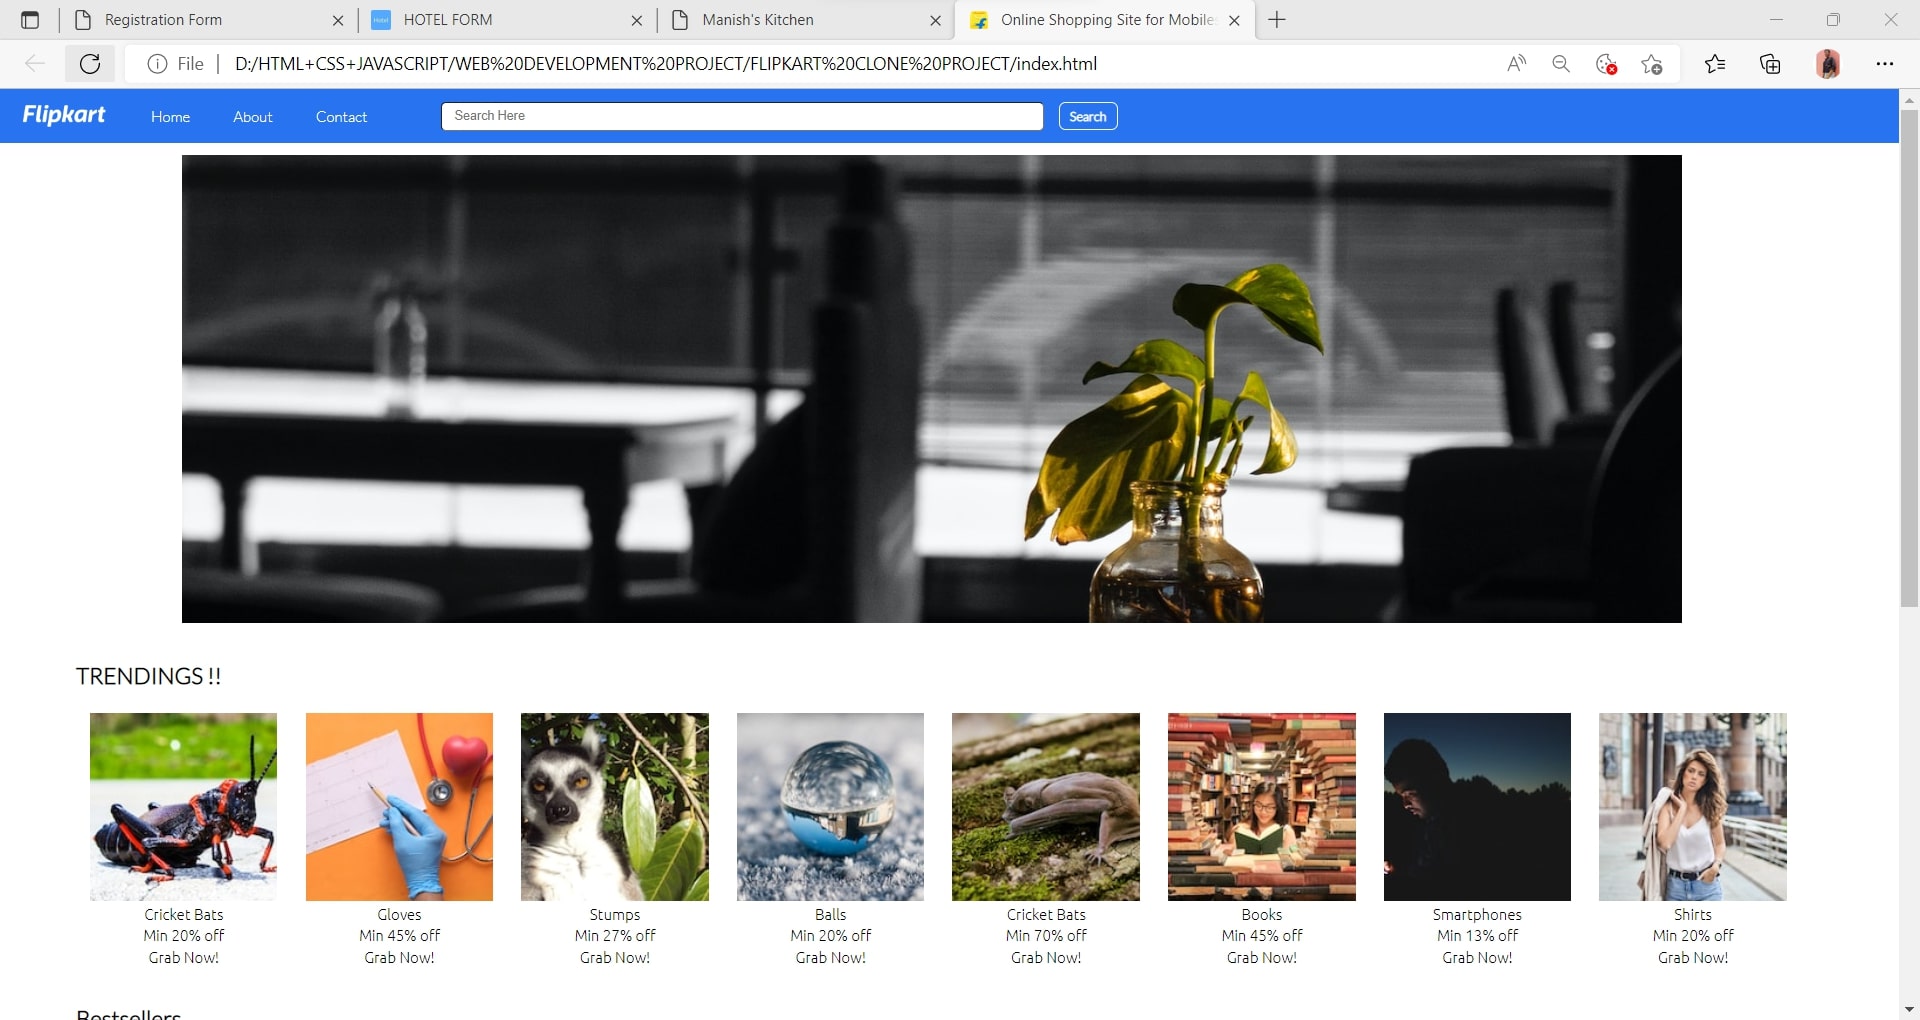 Registration Form
HOTEL FORM
Manish's Kitchen
Online Shopping Site for Mobile
File
D:/HTML+CSS+JAVASCRIPT/WEB%20DEVELOPMENT%20PROJECT/FLIPKART%20CLONE%20PROJECT/index.html
Flipkart
Home
About
Contact
Search Here
Search
TRENDINGS !!
Cricket Bats
Min 20% off
Grab Now!
Gloves
Min 45% off
Grab Now!
Stumps
Min 27% off
Grab Now!
Balls
Min 20% off
Grab Now!
Cricket Bats
Min 70% off
Grab Now!
Books
Min 45% off
Grab Now!
Smartphones
Min 13% off
Grab Now!
Shirts
Min 20% off
Grab Now!
Bestsellers